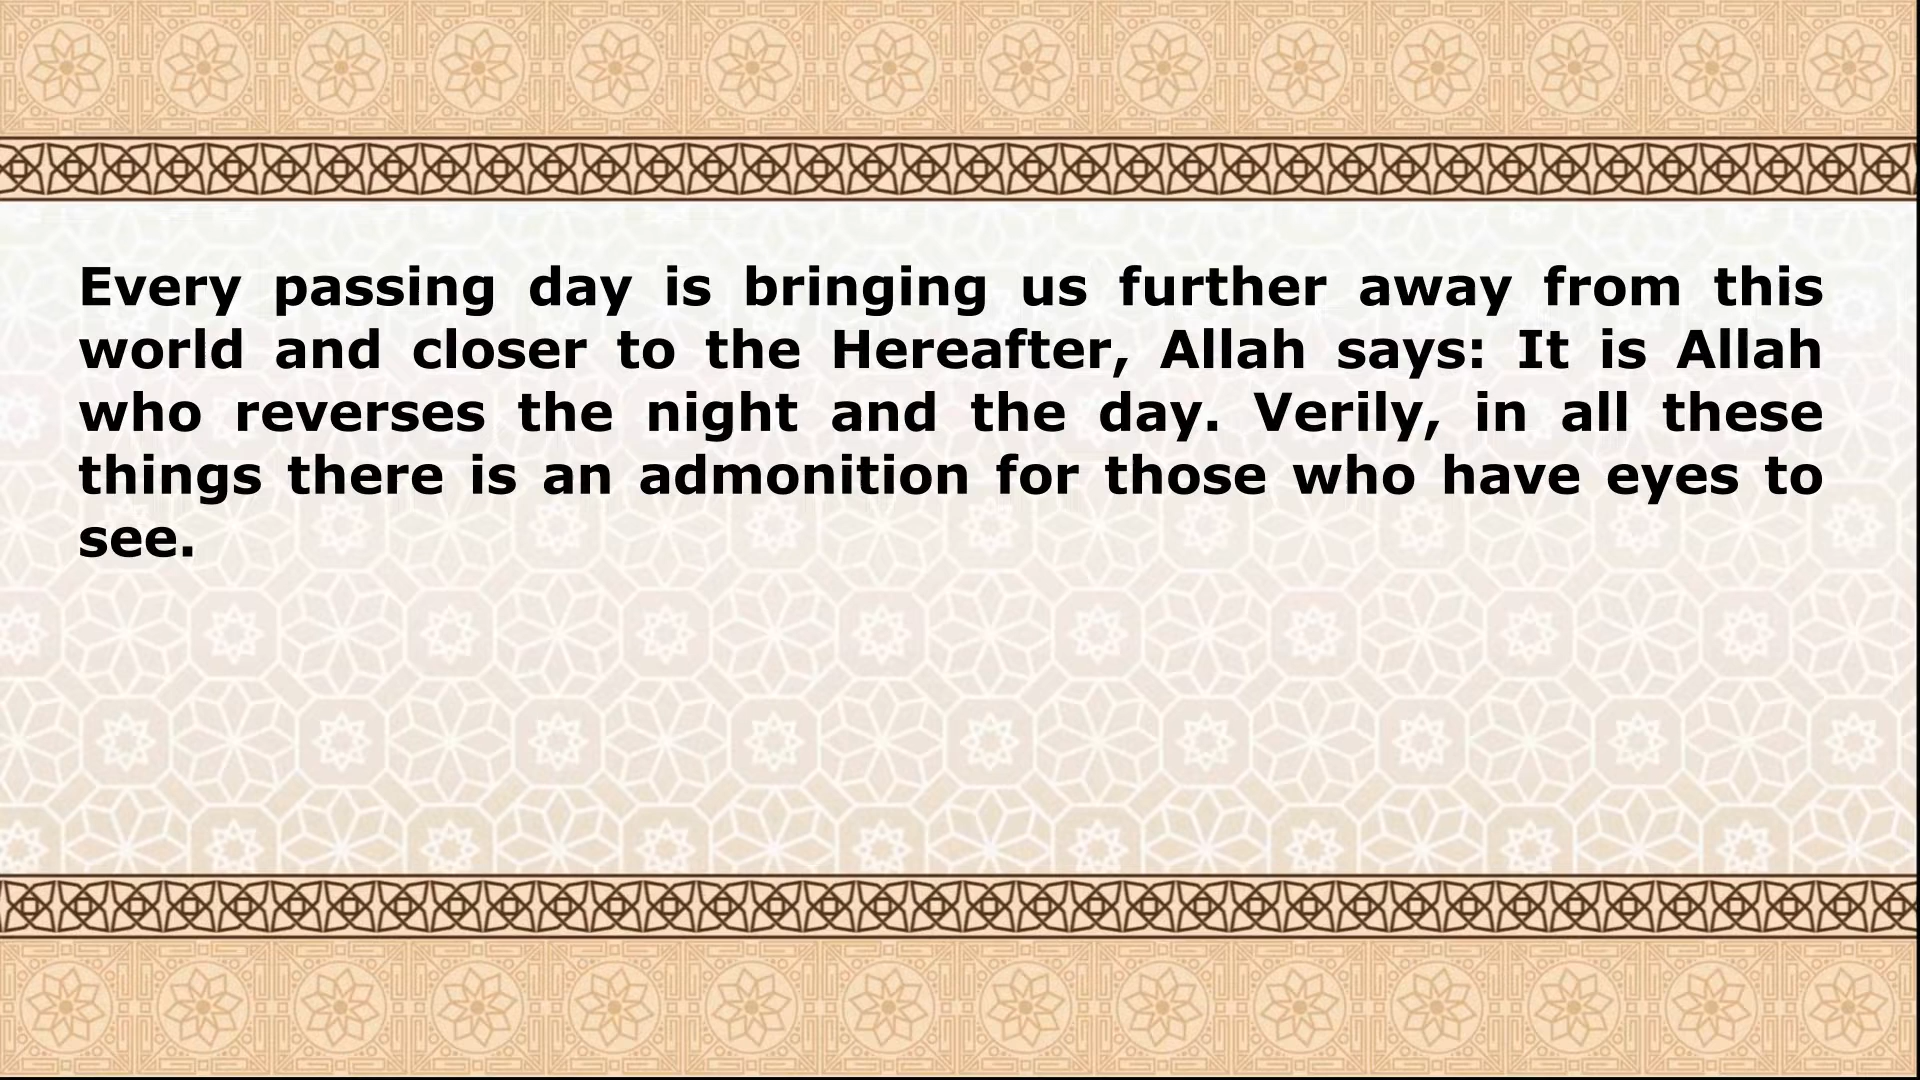 Every passing day is bringing us further away from this
world and closer to the Hereafter, Allah says: It is Allah
who reverses the night and the day. Verily, in all these
things there is an admonition for those who have eyes to
see.